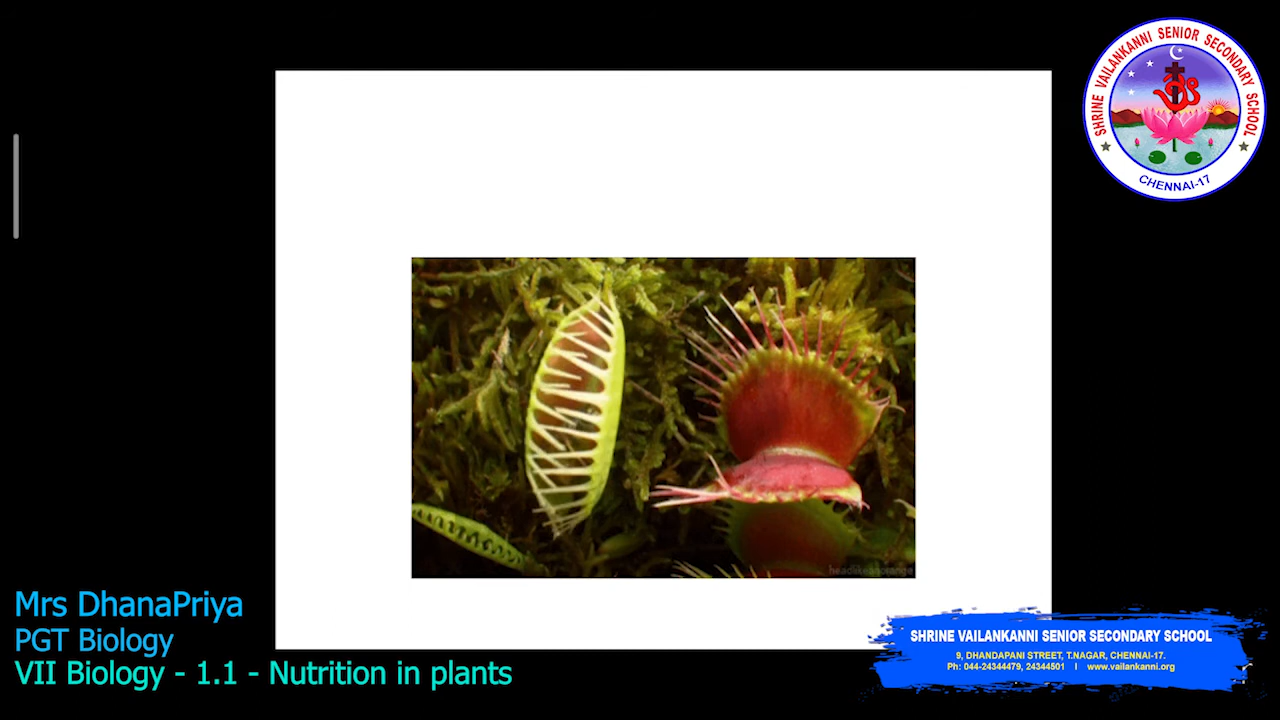 SHRINE VAILANKANNI SENIOR SECONDARY SCHOOL
CHENNAI-17
headlikeanorange
Mrs DhanaPriya
PGT Biology
VII Biology - 1.1 - Nutrition in plants
SHRINE VAILANKANNI SENIOR SECONDARY SCHOOL
9, DHANDAPANI STREET, T.NAGAR, CHENNAI-17.
Ph: 044-24344479, 24344501 I www.vailankanni.org